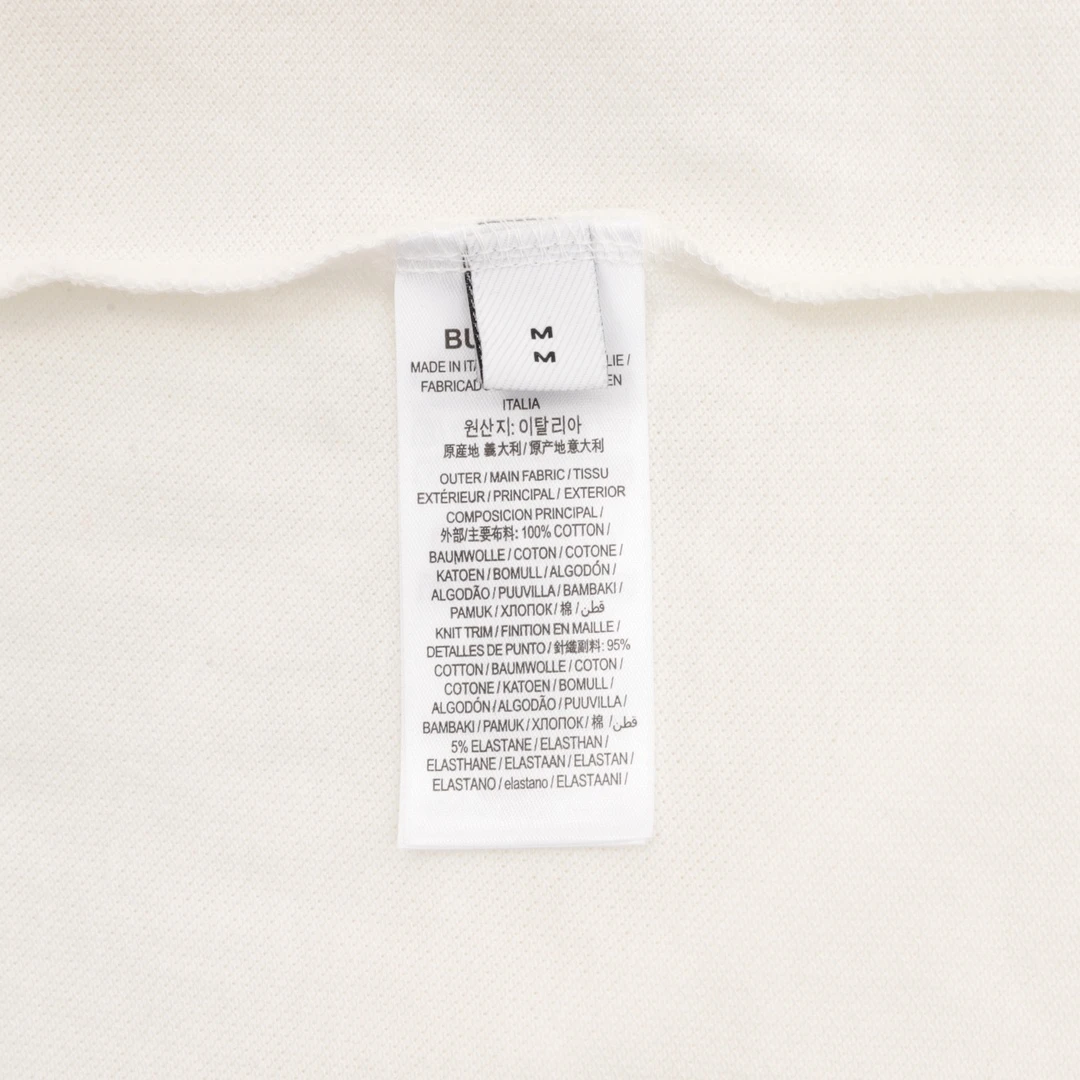 M
M
MADE IN
FABRICAD
EN
ITALIA
원산지: 이탈리아
原産地 義大利 / 原产地意大利
OUTER / MAIN FABRIC / TISSU
EXTÉRIEUR / PRINCIPAL / EXTERIOR
COMPOSICION PRINCIPAL /
外部/主要布料: 100% COTTON /
BAUMWOLLE / COTON / COTONE /
KATOEN / BOMULL / ALGODÓN /
ALGODÃO / PUUVILLA / BAMBAKI /
PAMUK / ХЛОПОК / 棉 / قطن
KNIT TRIM / FINITION EN MAILLE /
DETALLES DE PUNTO / 針織副料: 95%
COTTON / BAUMWOLLE / COTON /
COTONE / KATOEN / BOMULL /
ALGODÓN / ALGODÃO / PUUVILLA /
BAMBAKI / PAMUK / ХЛОПОК / 棉 / قطن
5% ELASTANE / ELASTHAN /
ELASTHANE / ELASTAAN / ELASTAN /
ELASTANO / elastano / ELASTAANI /